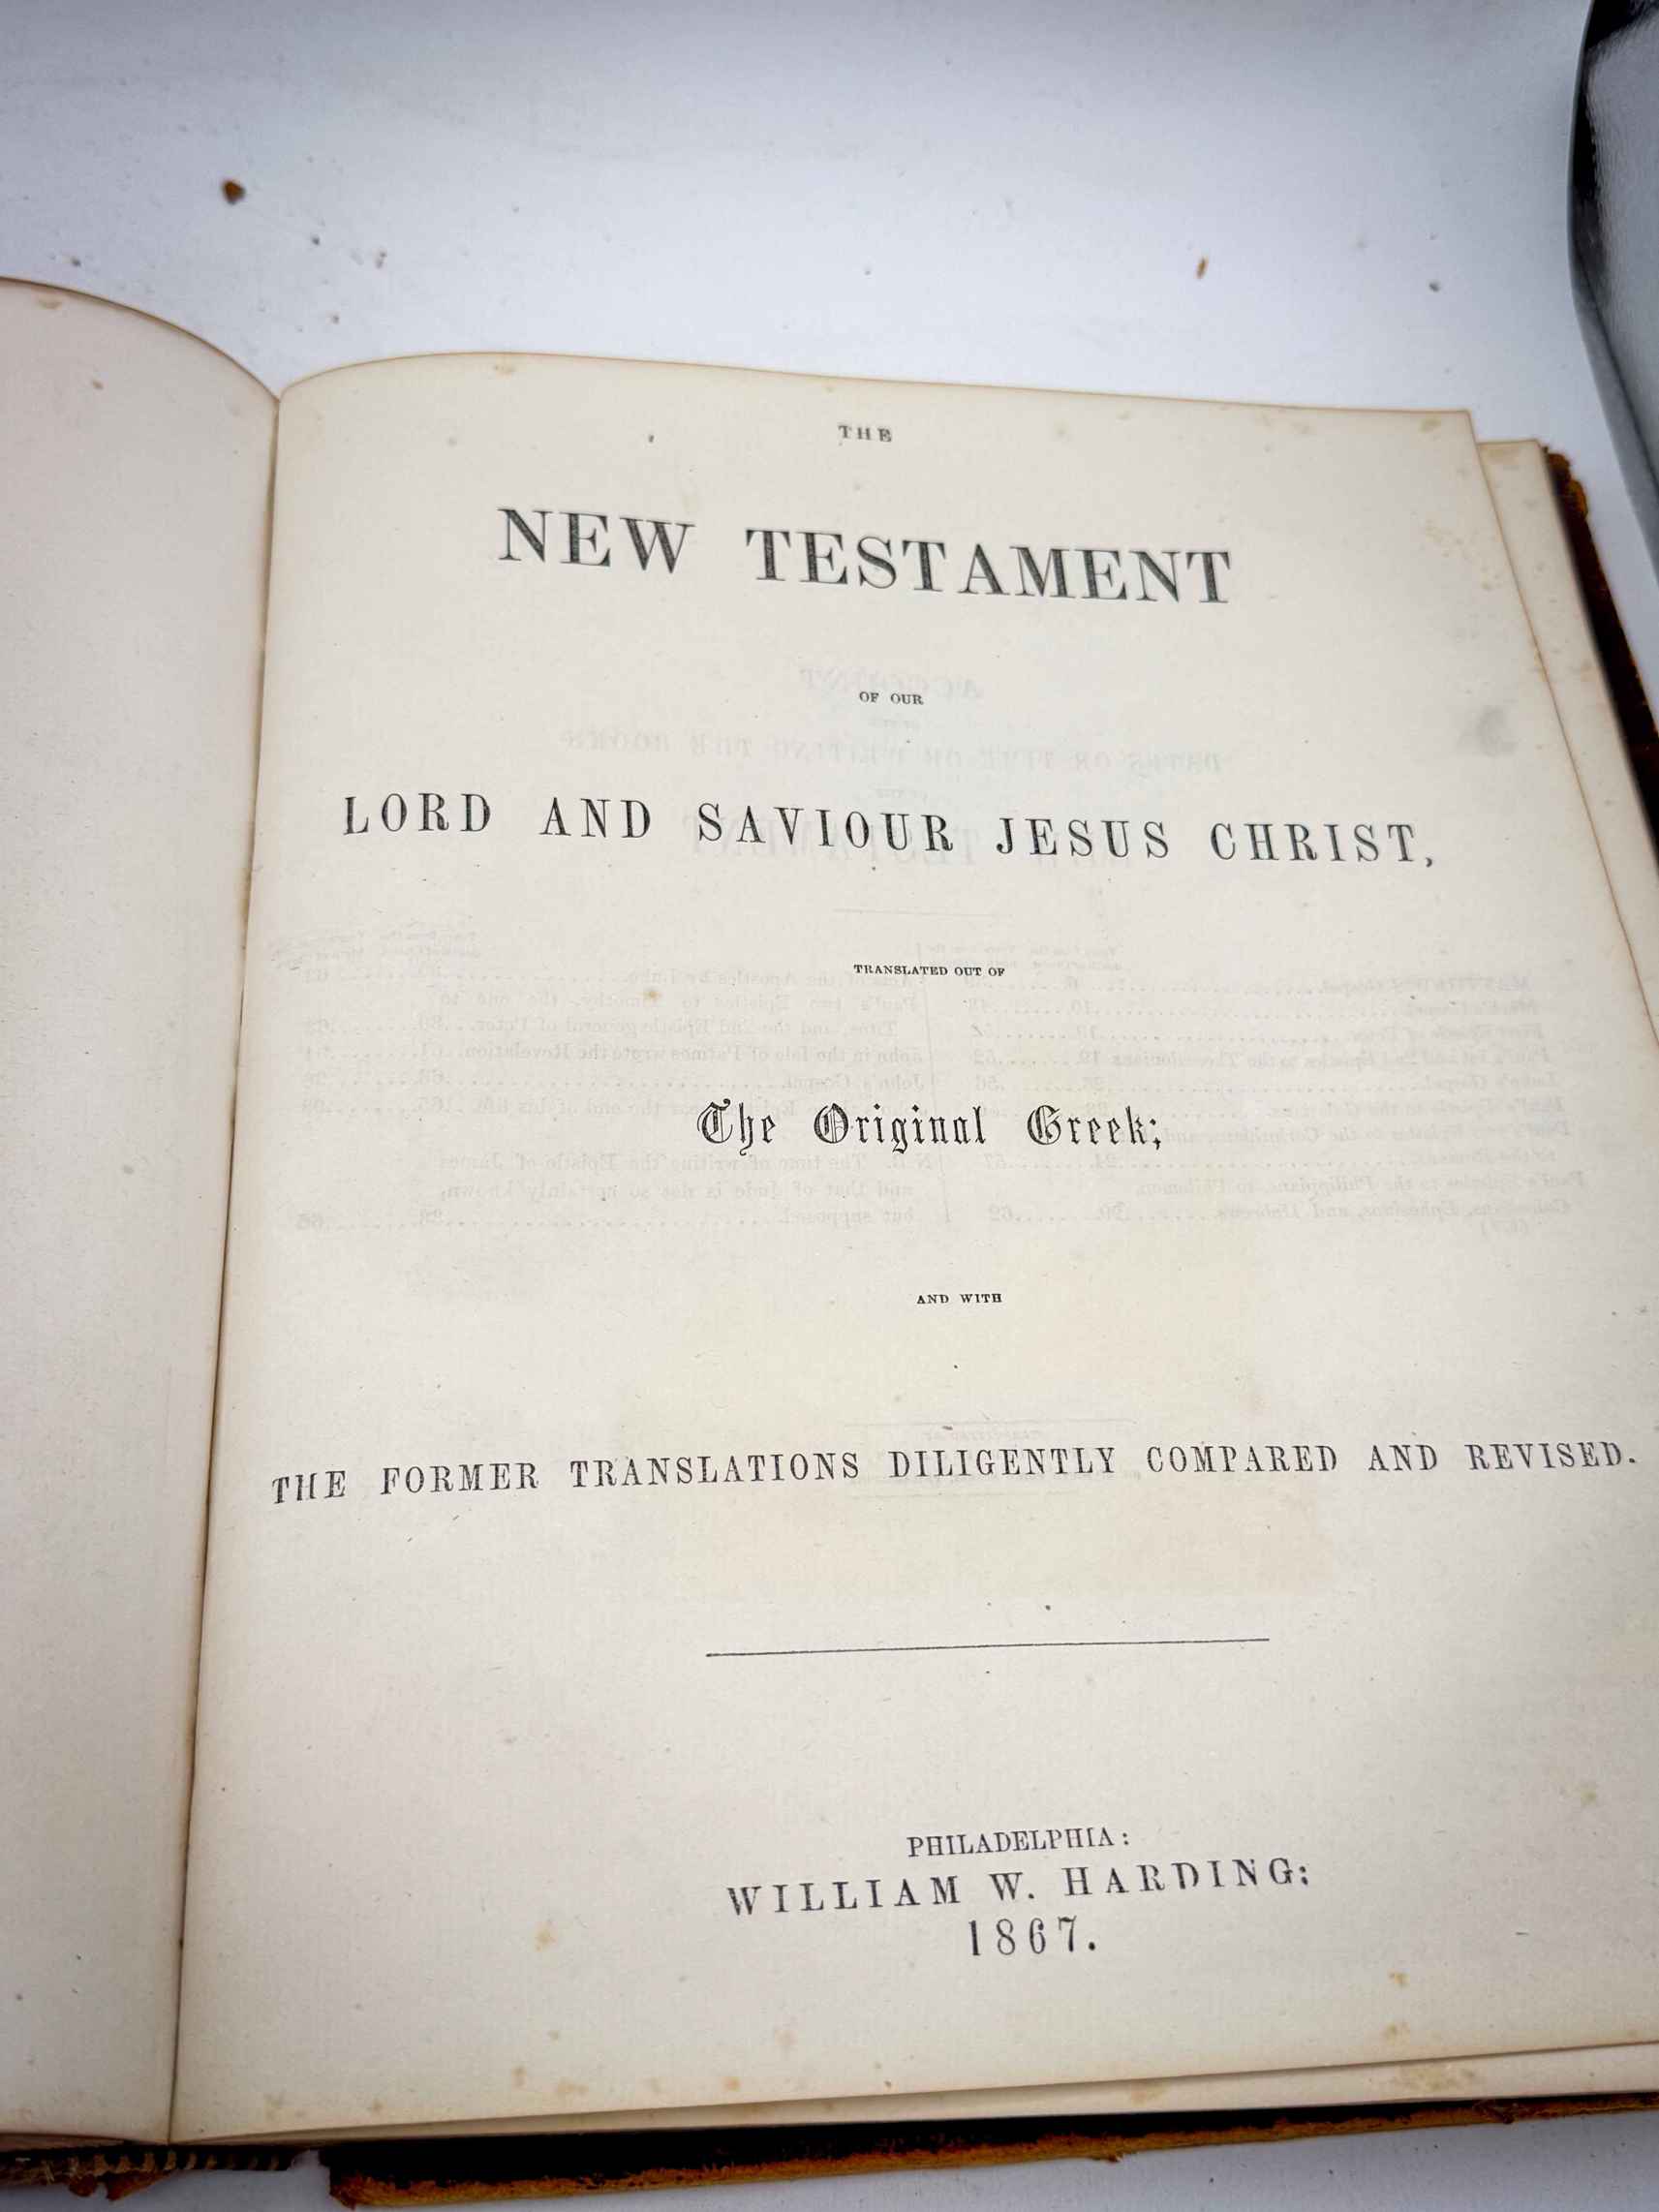 THE
NEW TESTAMENT
OF OUR
LORD AND SAVIOUR JESUS CHRIST,
TRANSLATED OUT OF
The Original Greek;
AND WITH
THE FORMER TRANSLATIONS DILIGENTLY COMPARED AND REVISED.
PHILADELPHIA:
WILLIAM W. HARDING:
1867.